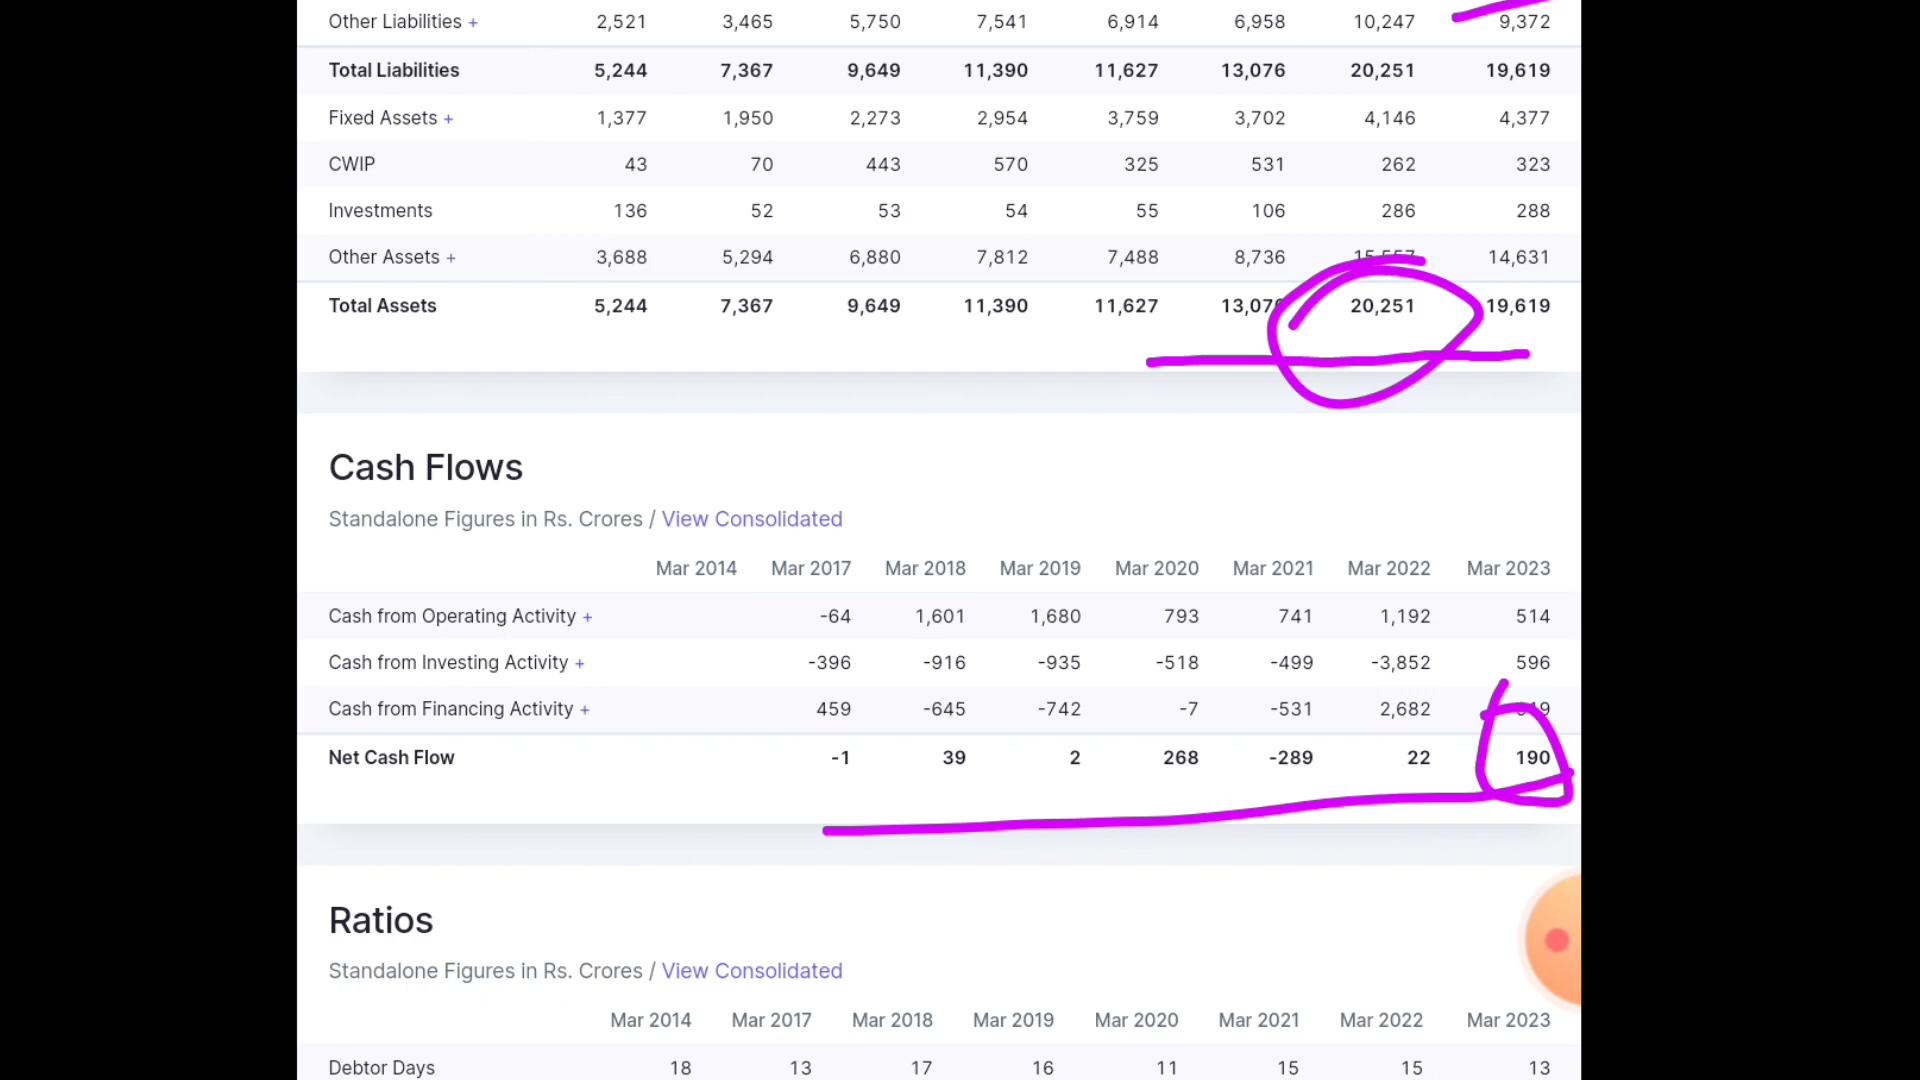 Other Liabilities + 2,521 3,465 5,750 7,541 6,914 6,958 10,247 9,372
Total Liabilities 5,244 7,367 9,649 11,390 11,627 13,076 20,251 19,619
Fixed Assets + 1,377 1,950 2,273 2,954 3,759 3,702 4,146 4,377
CWIP 43 70 443 570 325 531 262 323
Investments 136 52 53 54 55 106 286 288
Other Assets + 3,688 5,294 6,880 7,812 7,488 8,736 15,557 14,631
Total Assets 5,244 7,367 9,649 11,390 11,627 13,076 20,251 19,619
Cash Flows
Standalone Figures in Rs. Crores / View Consolidated
Mar 2014 Mar 2017 Mar 2018 Mar 2019 Mar 2020 Mar 2021 Mar 2022 Mar 2023
Cash from Operating Activity + -64 1,601 1,680 793 741 1,192 514
Cash from Investing Activity + -396 -916 -935 -518 -499 -3,852 596
Cash from Financing Activity + 459 -645 -742 -7 -531 2,682
Net Cash Flow -1 39 2 268 -289 22 190
Ratios
Standalone Figures in Rs. Crores / View Consolidated
Mar 2014 Mar 2017 Mar 2018 Mar 2019 Mar 2020 Mar 2021 Mar 2022 Mar 2023
Debtor Days 18 13 17 16 11 15 15 13